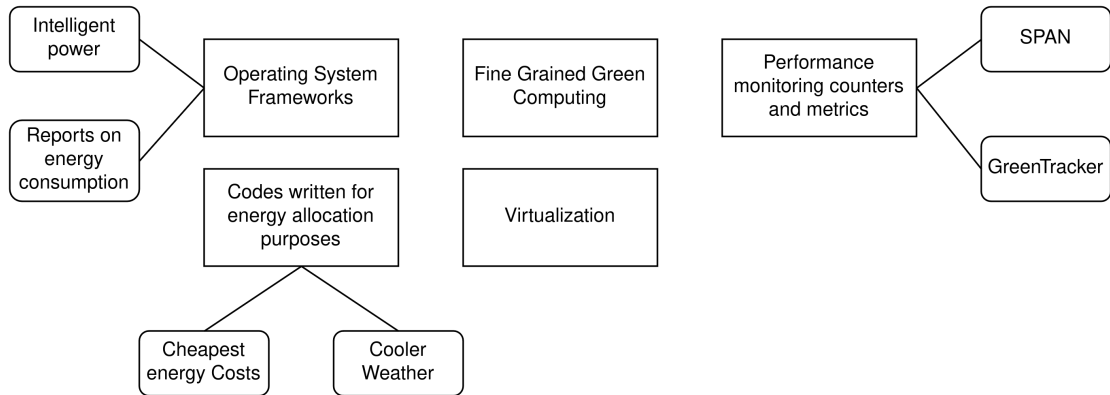 Intelligent
power
Operating System
Frameworks
Fine Grained Green
Computing
Performance
monitoring counters
and metrics
SPAN
Reports on
energy
consumption
GreenTracker
Codes written for
energy allocation
purposes
Virtualization
Cheapest
energy Costs
Cooler
Weather